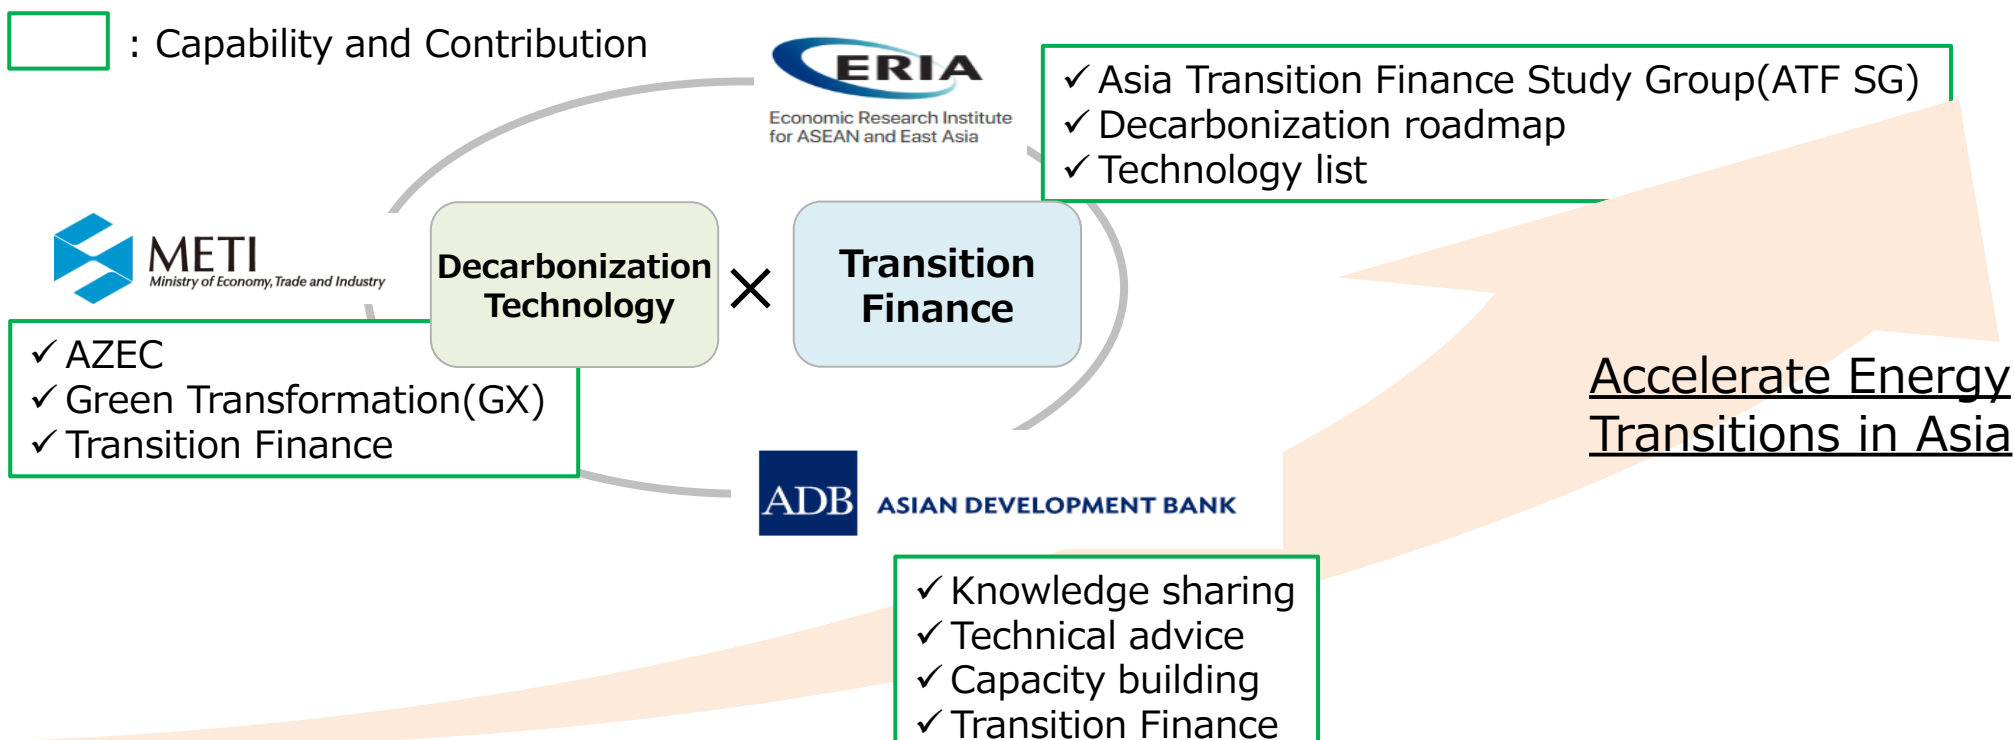 : Capability and Contribution
ERIA
Economic Research Institute
for ASEAN and East Asia
✓ Asia Transition Finance Study Group(ATF SG)
✓ Decarbonization roadmap
✓ Technology list
METI
Ministry of Economy, Trade and Industry
Decarbonization
Technology
×
Transition
Finance
✓ AZEC
✓ Green Transformation(GX)
✓ Transition Finance
Accelerate Energy
Transitions in Asia
ADB ASIAN DEVELOPMENT BANK
✓ Knowledge sharing
✓ Technical advice
✓ Capacity building
✓ Transition Finance